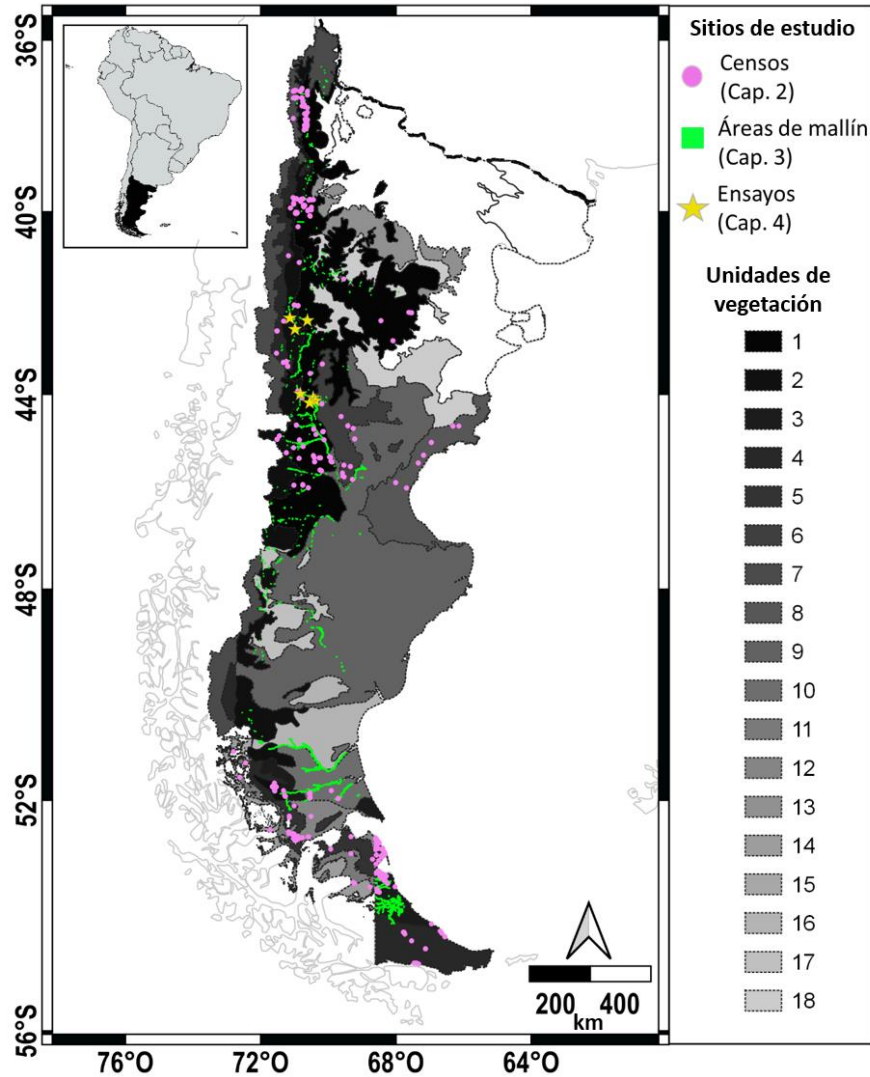 36°S
40°S
44°S
48°S
52°S
56°S
76°O
72°O
68°O
64°O
200
400
km
Sitios de estudio
Censos
(Cap. 2)
Áreas de mallín
(Cap. 3)
Ensayos
(Cap. 4)
Unidades de
vegetación
1
2
3
4
5
6
7
8
9
10
11
12
13
14
15
16
17
18